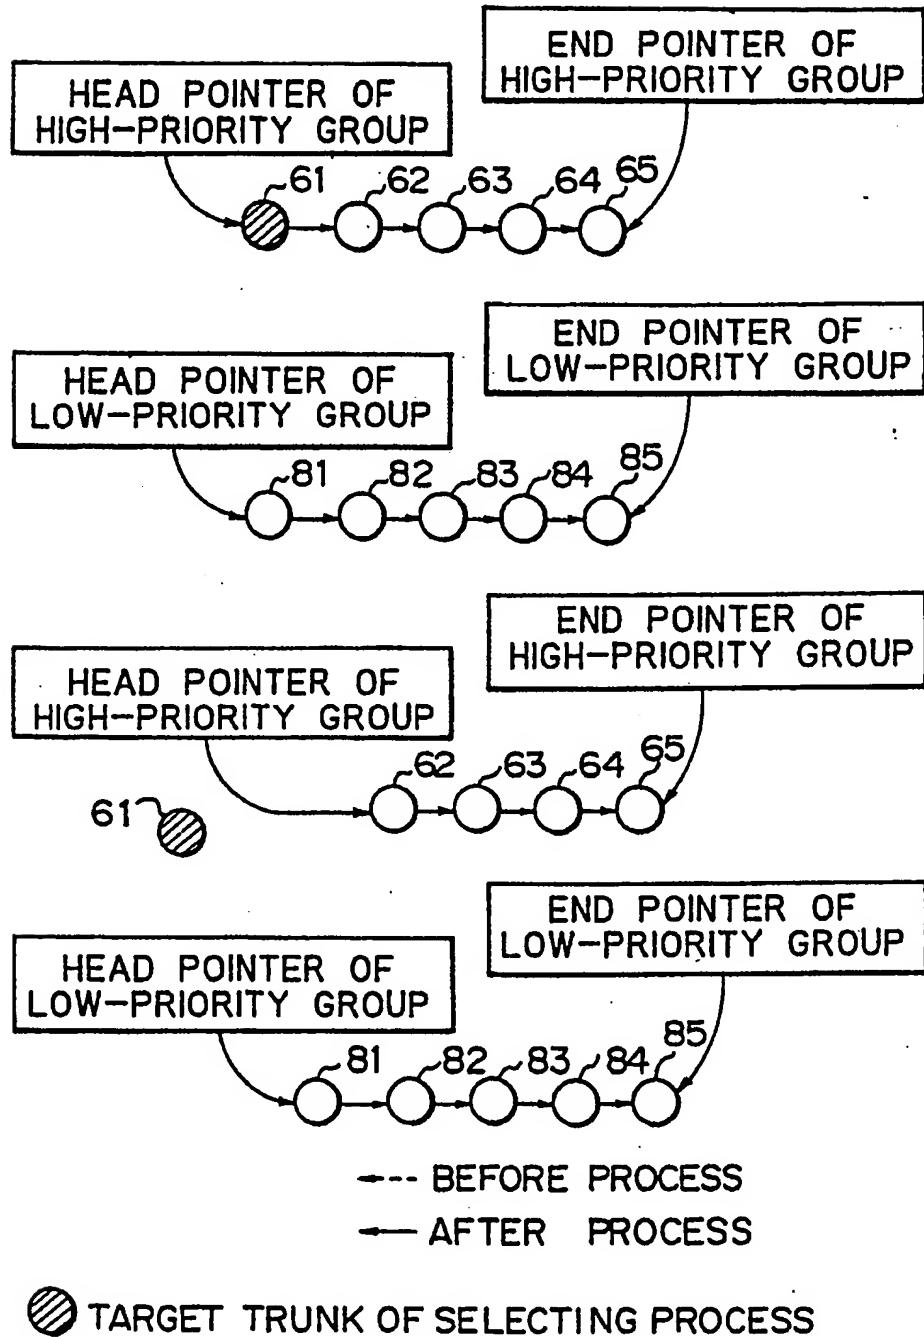 END POINTER OF
HIGH-PRIORITY GROUP
HEAD POINTER OF
HIGH-PRIORITY GROUP
61 62 63 64 65
END POINTER OF
LOW-PRIORITY GROUP
HEAD POINTER OF
LOW-PRIORITY GROUP
81 82 83 84 85
END POINTER OF
HIGH-PRIORITY GROUP
HEAD POINTER OF
HIGH-PRIORITY GROUP
62 63 64 65
61
END POINTER OF
LOW-PRIORITY GROUP
HEAD POINTER OF
LOW-PRIORITY GROUP
81 82 83 84 85
BEFORE PROCESS
AFTER PROCESS
TARGET TRUNK OF SELECTING PROCESS